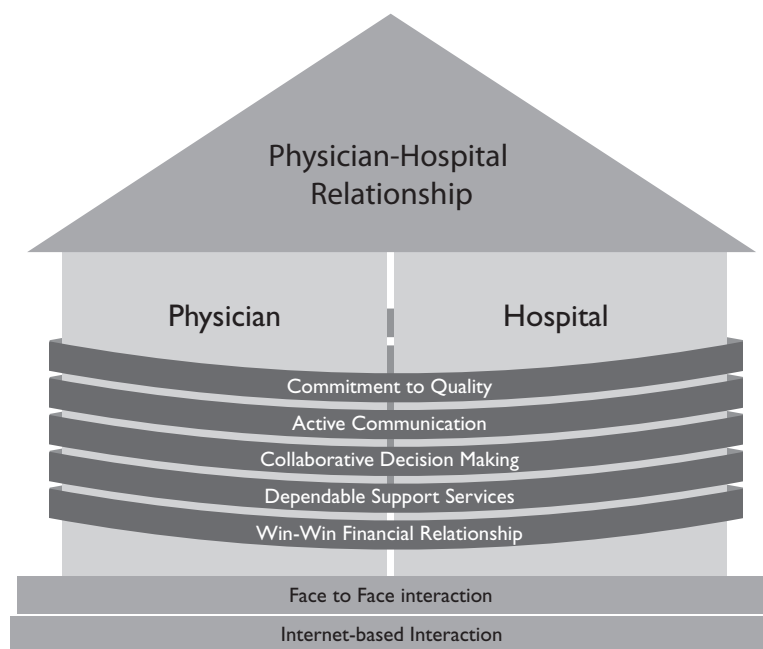 Physician-Hospital
Relationship
Physician
Hospital
Commitment to Quality
Active Communication
Collaborative Decision Making
Dependable Support Services
Win-Win Financial Relationship
Face to Face interaction
Internet-based Interaction